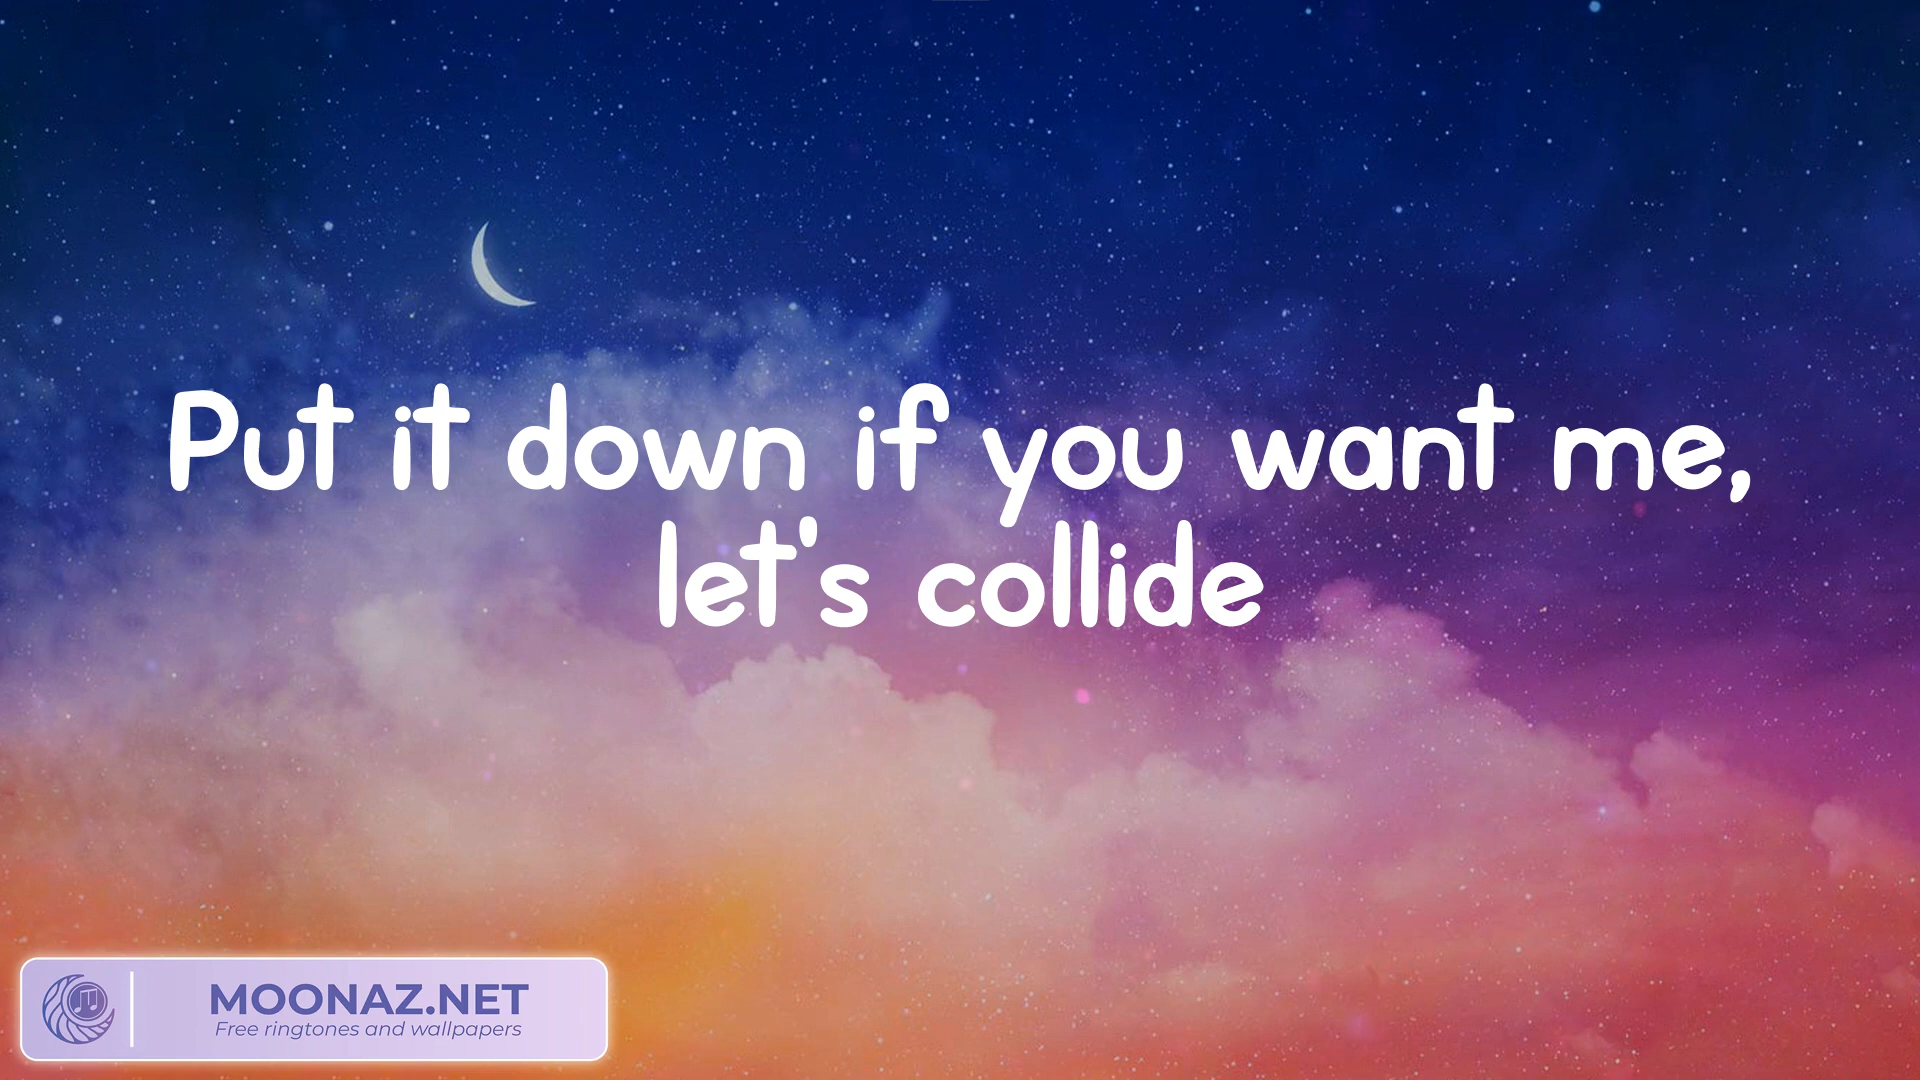 Put it down if you want me,
let's collide
MOONAZ.NET
Free ringtones and wallpapers